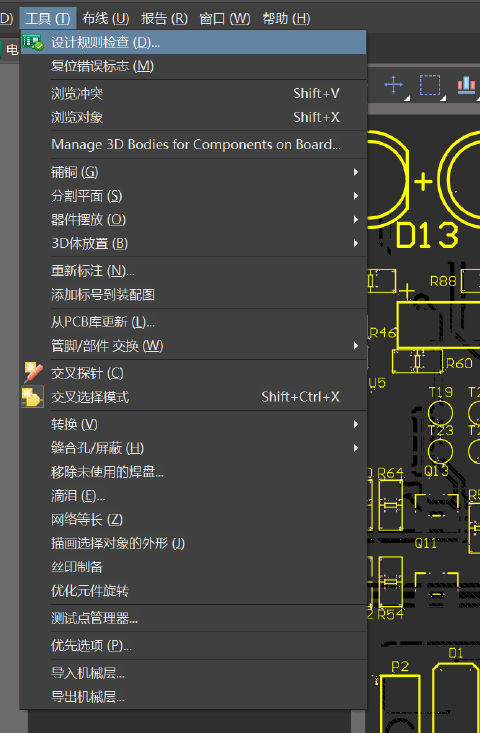 D) 工具 (T) 布线 (U) 报告 (R) 窗口 (W) 帮助 (H)
电
设计规则检查 (D)...
复位错误标志 (M)
浏览冲突 Shift+V
浏览对象 Shift+X
Manage 3D Bodies for Components on Board...
铺铜 (G)
分割平面 (S)
器件摆放 (O)
3D体放置 (B)
重新标注 (N)...
添加标号到装配图
从PCB库更新 (L)...
管脚/部件 交换 (W)
交叉探针 (C)
交叉选择模式 Shift+Ctrl+X
转换 (V)
缝合孔/屏蔽 (H)
移除未使用的焊盘...
滴泪 (E)...
网络等长 (Z)
描画选择对象的外形 (J)
丝印制备
优化元件旋转
测试点管理器...
优先选项 (P)...
导入机械层...
导出机械层...
+
D13
R88
+
R46
R60
U5
T19
T23
Q13
R64
Q11
R54
P2
D1